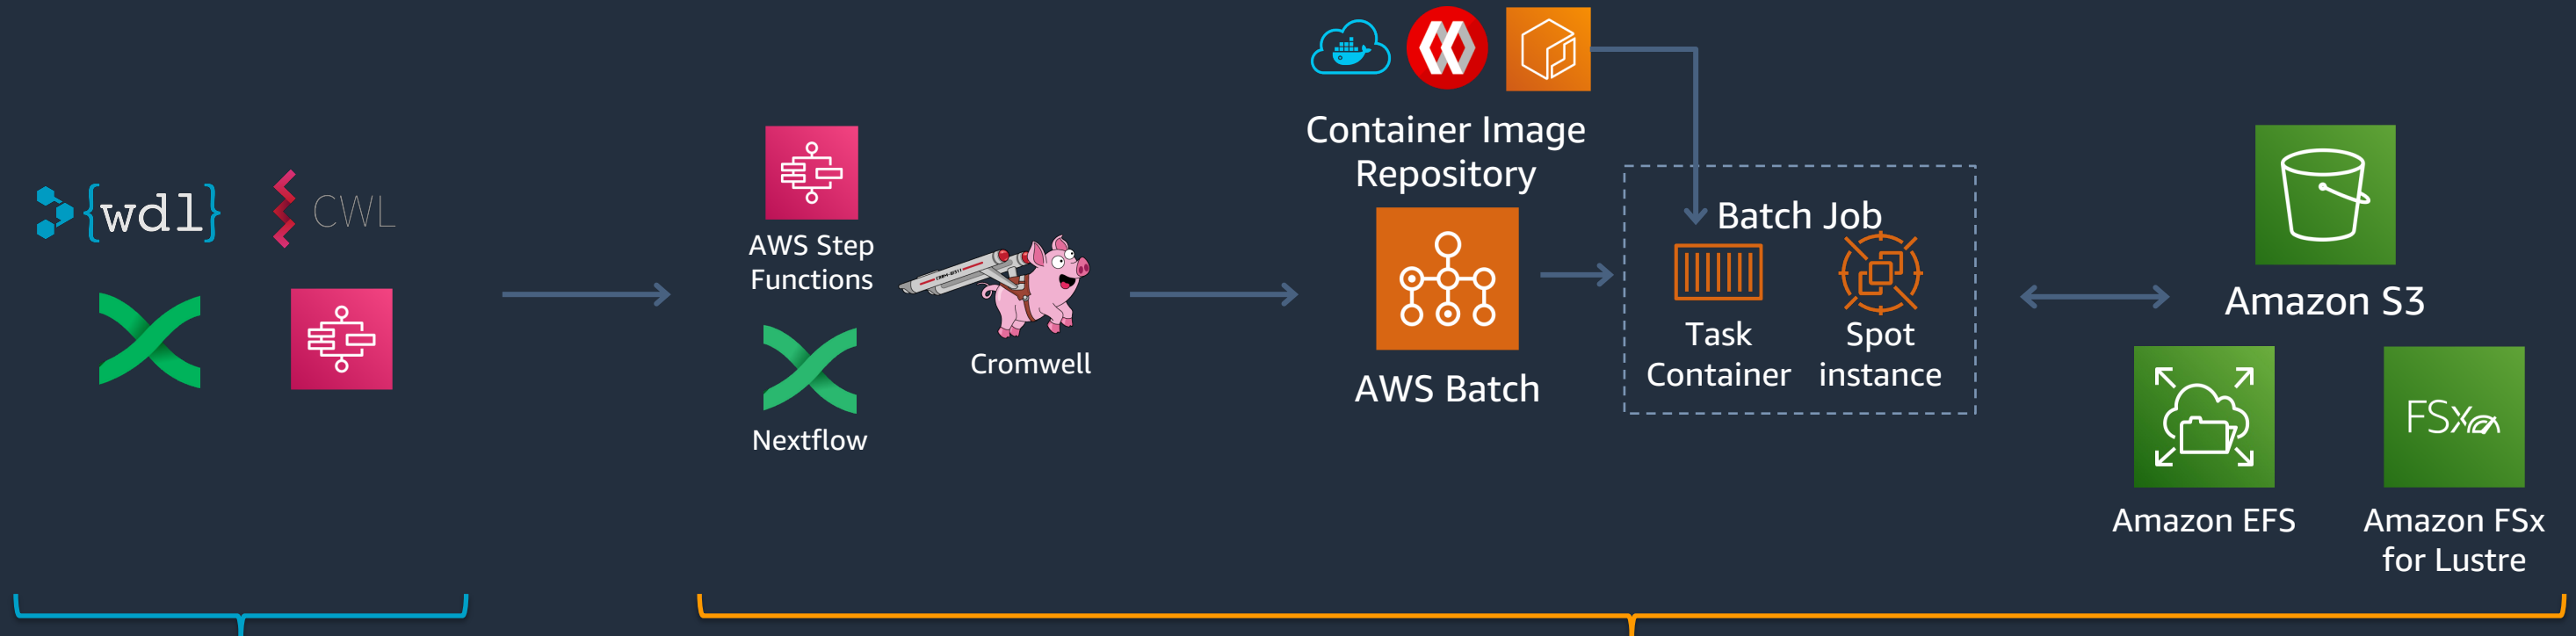 {wdl}
CWL
AWS Step
Functions
Nextflow
Cromwell
Container Image
Repository
AWS Batch
Batch Job
Task
Container
Spot
instance
Amazon S3
Amazon EFS
FSx
Amazon FSx
for Lustre